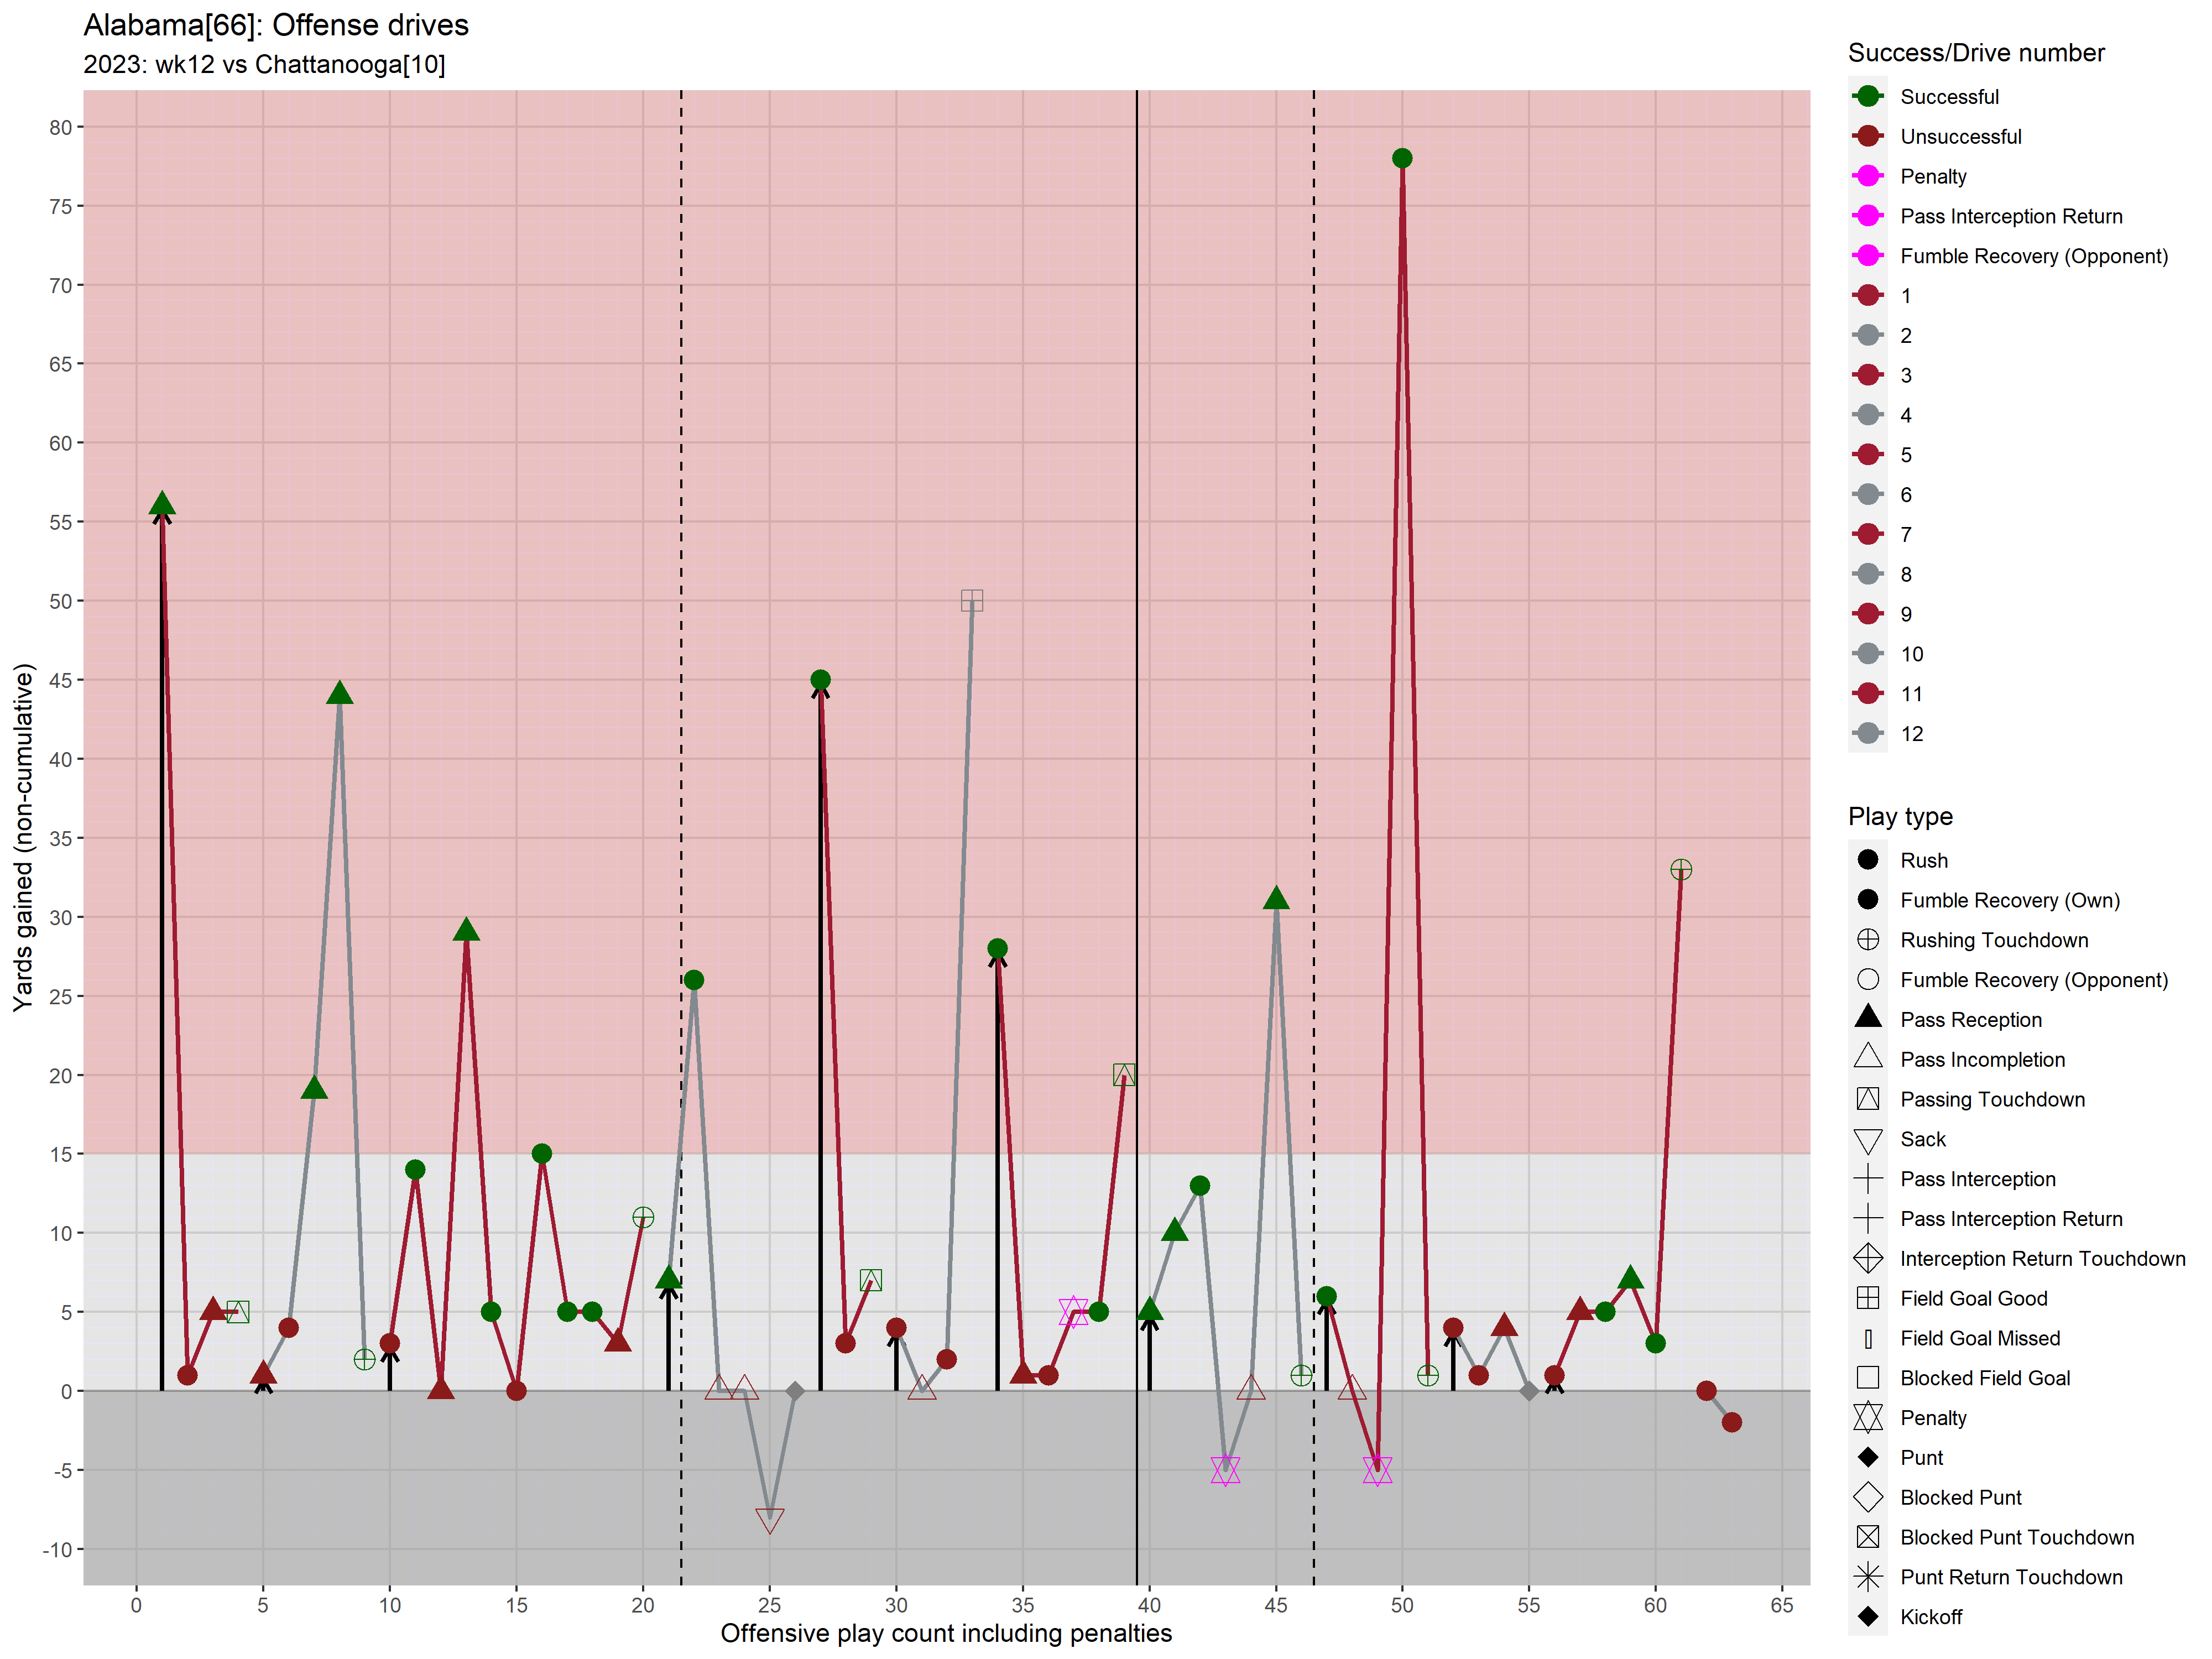 Alabama[66]: Offense drives
2023: wk12 vs Chattanooga[10]
Yards gained (non-cumulative)
80
75
70
65
60
55
50
45
40
35
30
25
20
15
10
5
0
-5
-10
0 5 10 15 20 25 30 35 40 45 50 55 60 65
Offensive play count including penalties
Success/Drive number
Successful
Unsuccessful
Penalty
Pass Interception Return
Fumble Recovery (Opponent)
1
2
3
4
5
6
7
8
9
10
11
12
Play type
Rush
Fumble Recovery (Own)
Rushing Touchdown
Fumble Recovery (Opponent)
Pass Reception
Pass Incompletion
Passing Touchdown
Sack
Pass Interception
Pass Interception Return
Interception Return Touchdown
Field Goal Good
Field Goal Missed
Blocked Field Goal
Penalty
Punt
Blocked Punt
Blocked Punt Touchdown
Punt Return Touchdown
Kickoff